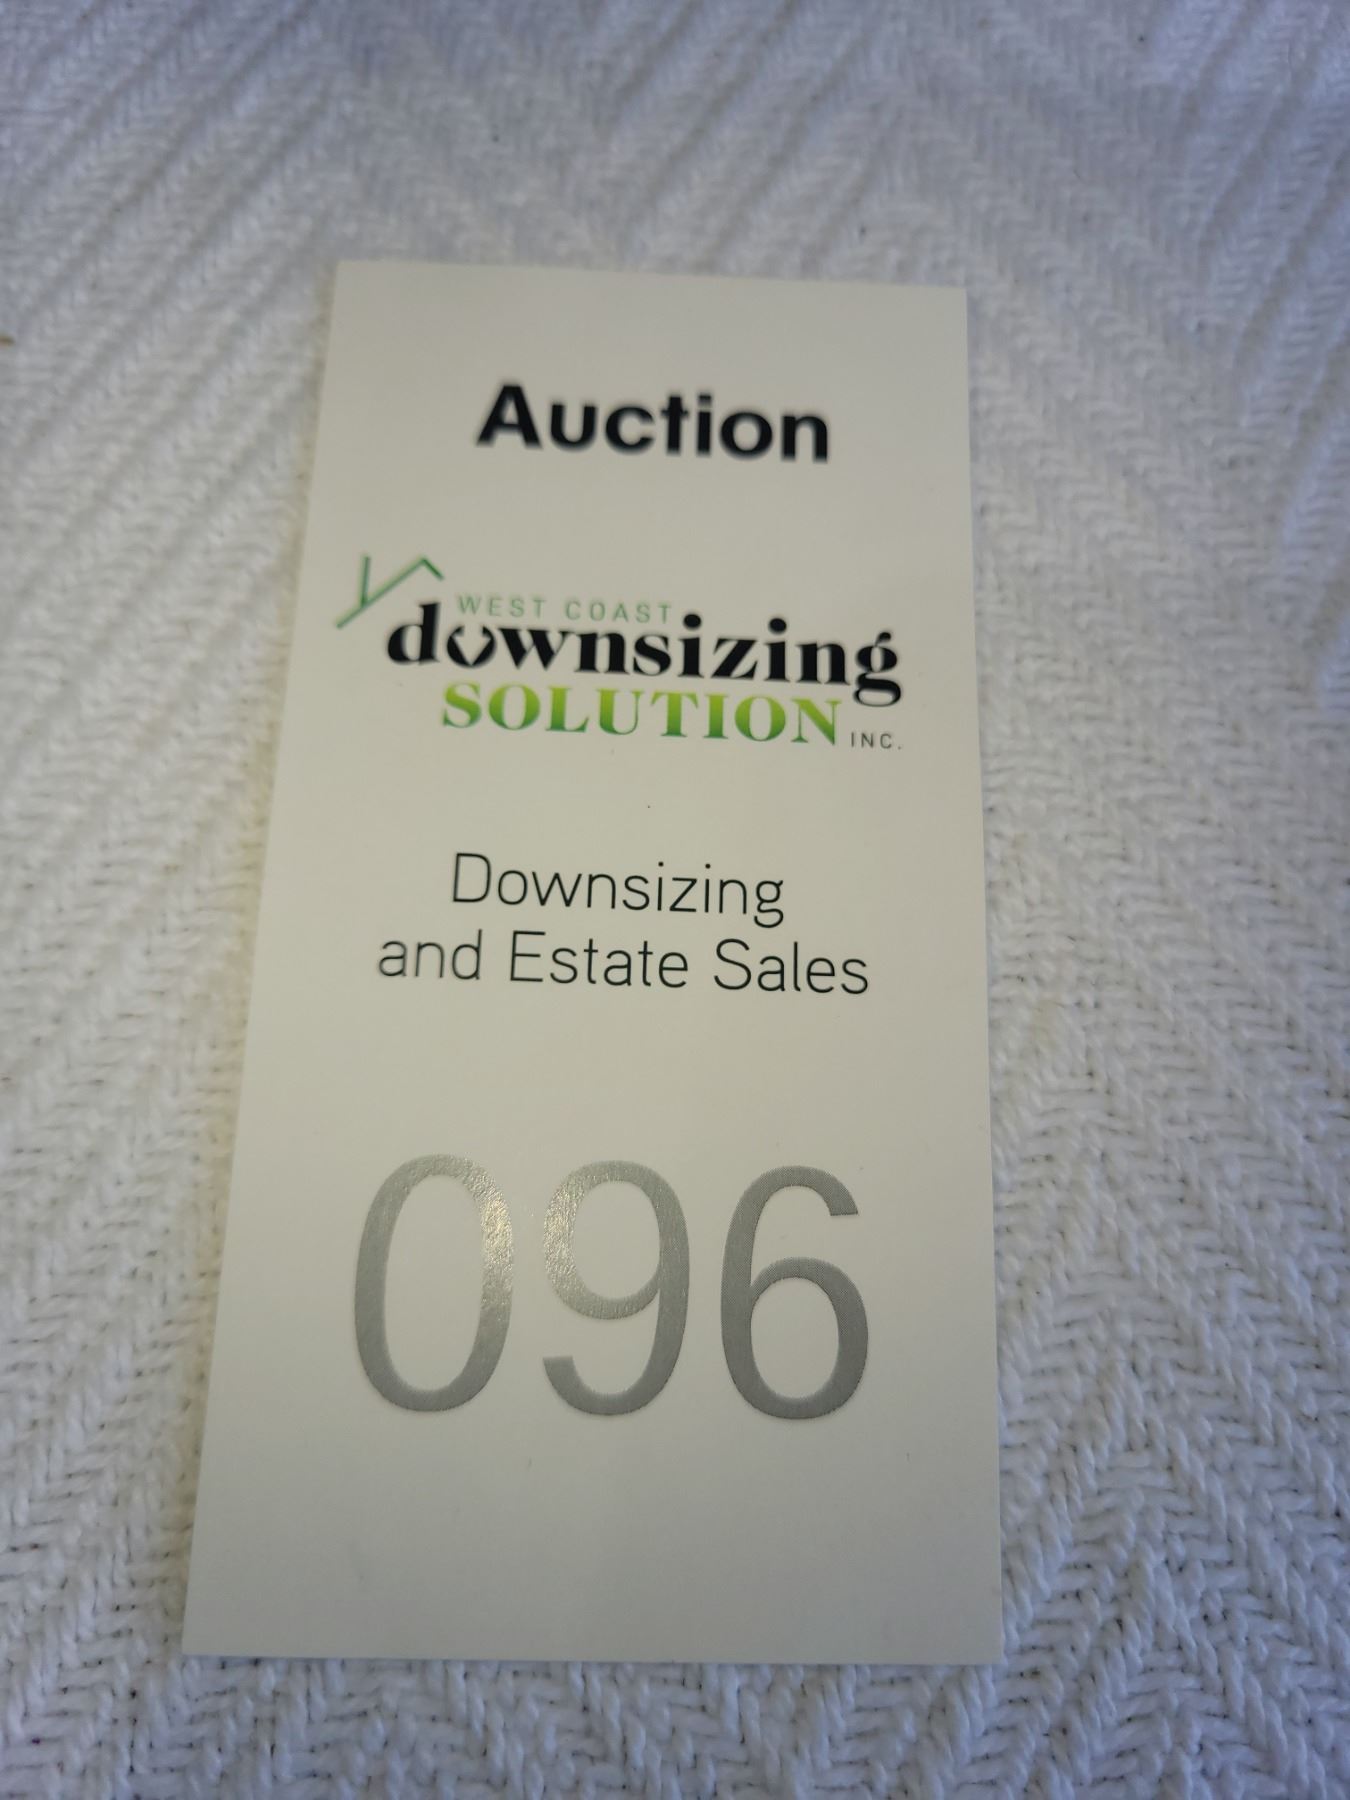 Auction
WEST COAST
downsizing
SOLUTION INC.
Downsizing
and Estate Sales
096